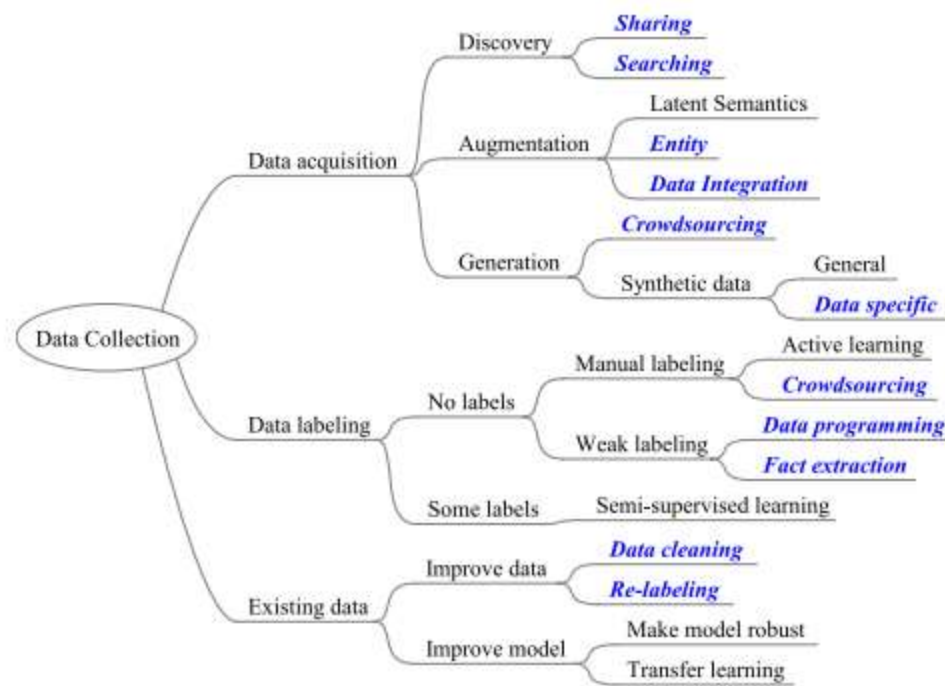 Data Collection
Data acquisition
Discovery
Sharing
Searching
Augmentation
Latent Semantics
Entity
Data Integration
Generation
Crowdsourcing
Synthetic data
General
Data specific
Data labeling
No labels
Manual labeling
Active learning
Crowdsourcing
Weak labeling
Data programming
Fact extraction
Some labels
Semi-supervised learning
Existing data
Improve data
Data cleaning
Re-labeling
Improve model
Make model robust
Transfer learning